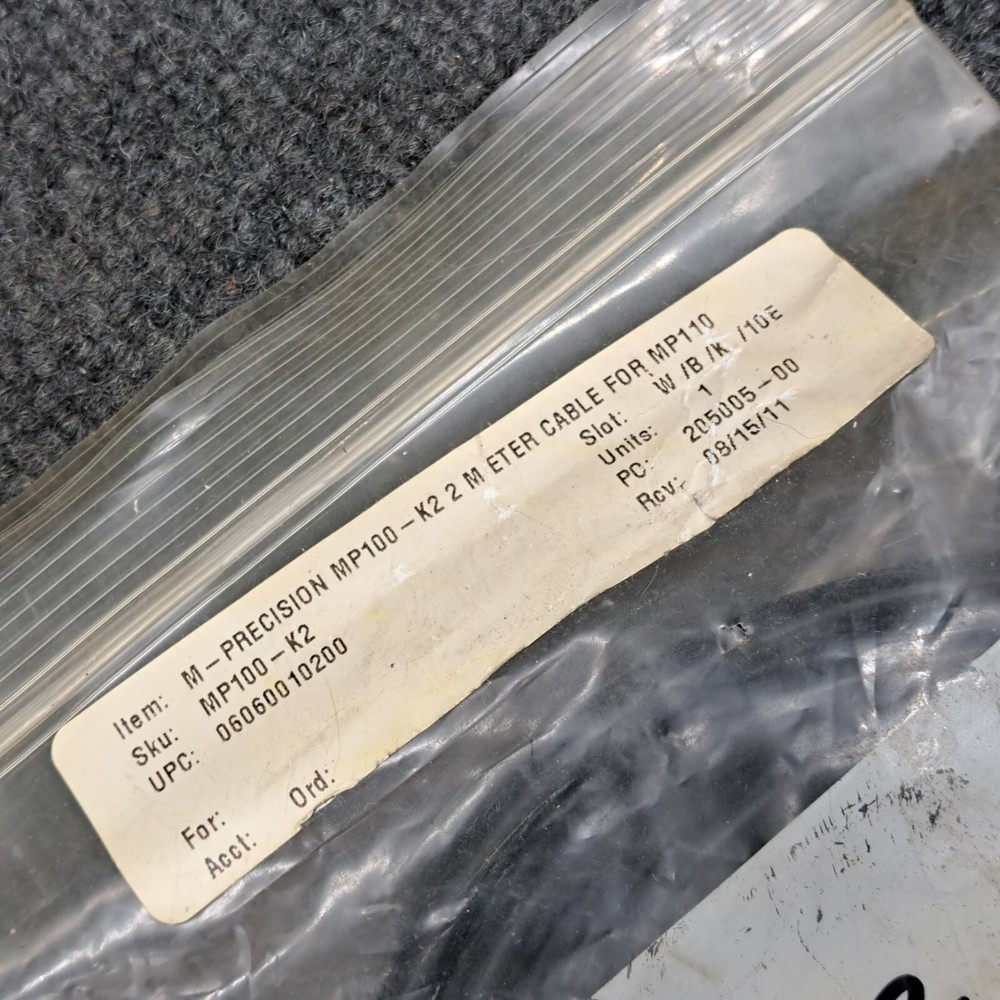 Item: M-PRECISION MP100-K2 2 METER CABLE FOR MP110
Sku: MP100-K2
UPC: 06060010200
Slot: W /B /K /10E
Units: 1
PC: 205005-00
Rcv: 08/15/11
For:
Ord:
Acct: